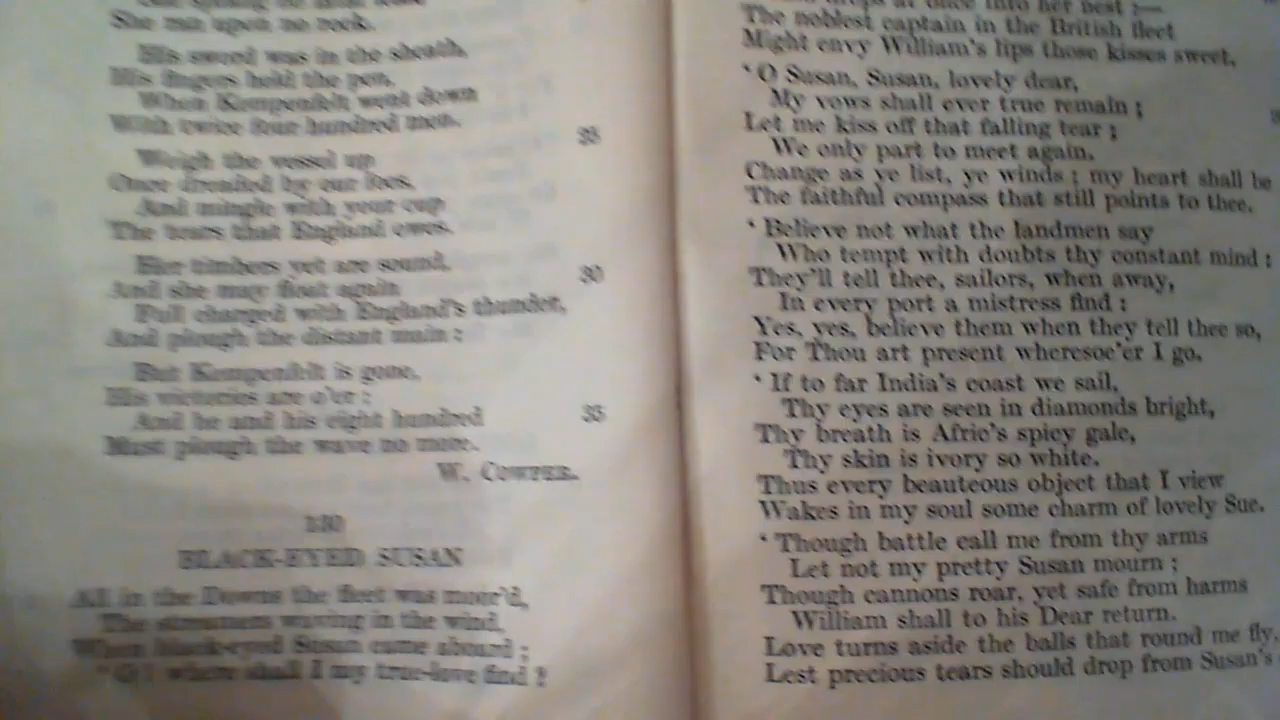 She ran upon no rock.
His sword was in the sheath,
His fingers held the pen,
When Kempenfelt went down
With twice four hundred men.
25
Weigh the vessel up
Once dreaded by our foes,
And mingle with your cup
The tears that England owes.
Her timbers yet are sound,
30
And she may float again
Full charged with England's thunder,
And plough the distant main :
But Kempenfelt is gone,
His victories are o'er ;
And he and his eight hundred
35
Must plough the wave no more.
W. COWPER.
BLACK-EYED SUSAN
All in the Downs the fleet was moor'd,
The streamers waving in the wind,
When black-eyed Susan came aboard ;
' O ! where shall I my true-love find ?
at once into her nest :—
The noblest captain in the British fleet
Might envy William's lips those kisses sweet.
' O Susan, Susan, lovely dear,
My vows shall ever true remain ;
Let me kiss off that falling tear ;
We only part to meet again.
Change as ye list, ye winds ; my heart shall be
The faithful compass that still points to thee.
' Believe not what the landmen say
Who tempt with doubts thy constant mind :
They'll tell thee, sailors, when away,
In every port a mistress find :
Yes, yes, believe them when they tell thee so,
For Thou art present wheresoe'er I go.
' If to far India's coast we sail,
Thy eyes are seen in diamonds bright,
Thy breath is Afric's spicy gale,
Thy skin is ivory so white.
Thus every beauteous object that I view
Wakes in my soul some charm of lovely Sue.
' Though battle call me from thy arms
Let not my pretty Susan mourn ;
Though cannons roar, yet safe from harms
William shall to his Dear return.
Love turns aside the balls that round me fly,
Lest precious tears should drop from Susan's